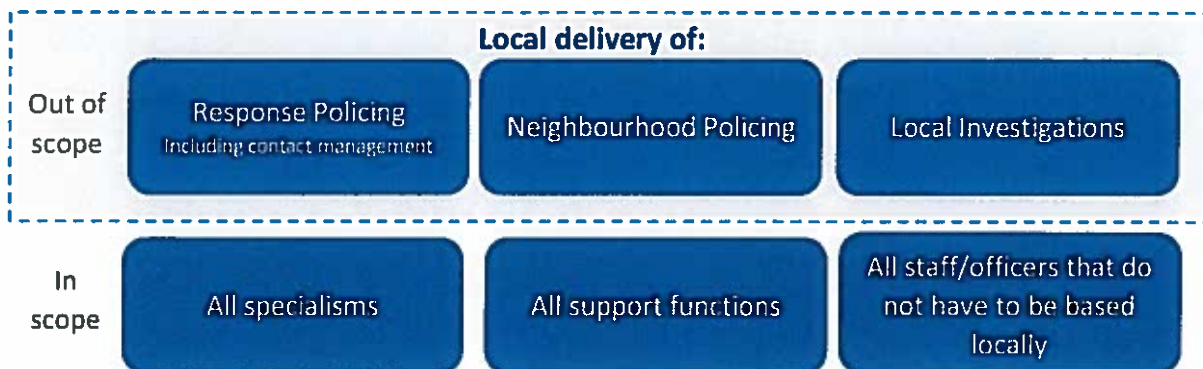 Local delivery of:
Out of
scope
Response Policing
Including contact management
Neighbourhood Policing
Local Investigations
In
scope
All specialisms
All support functions
All staff/officers that do
not have to be based
locally